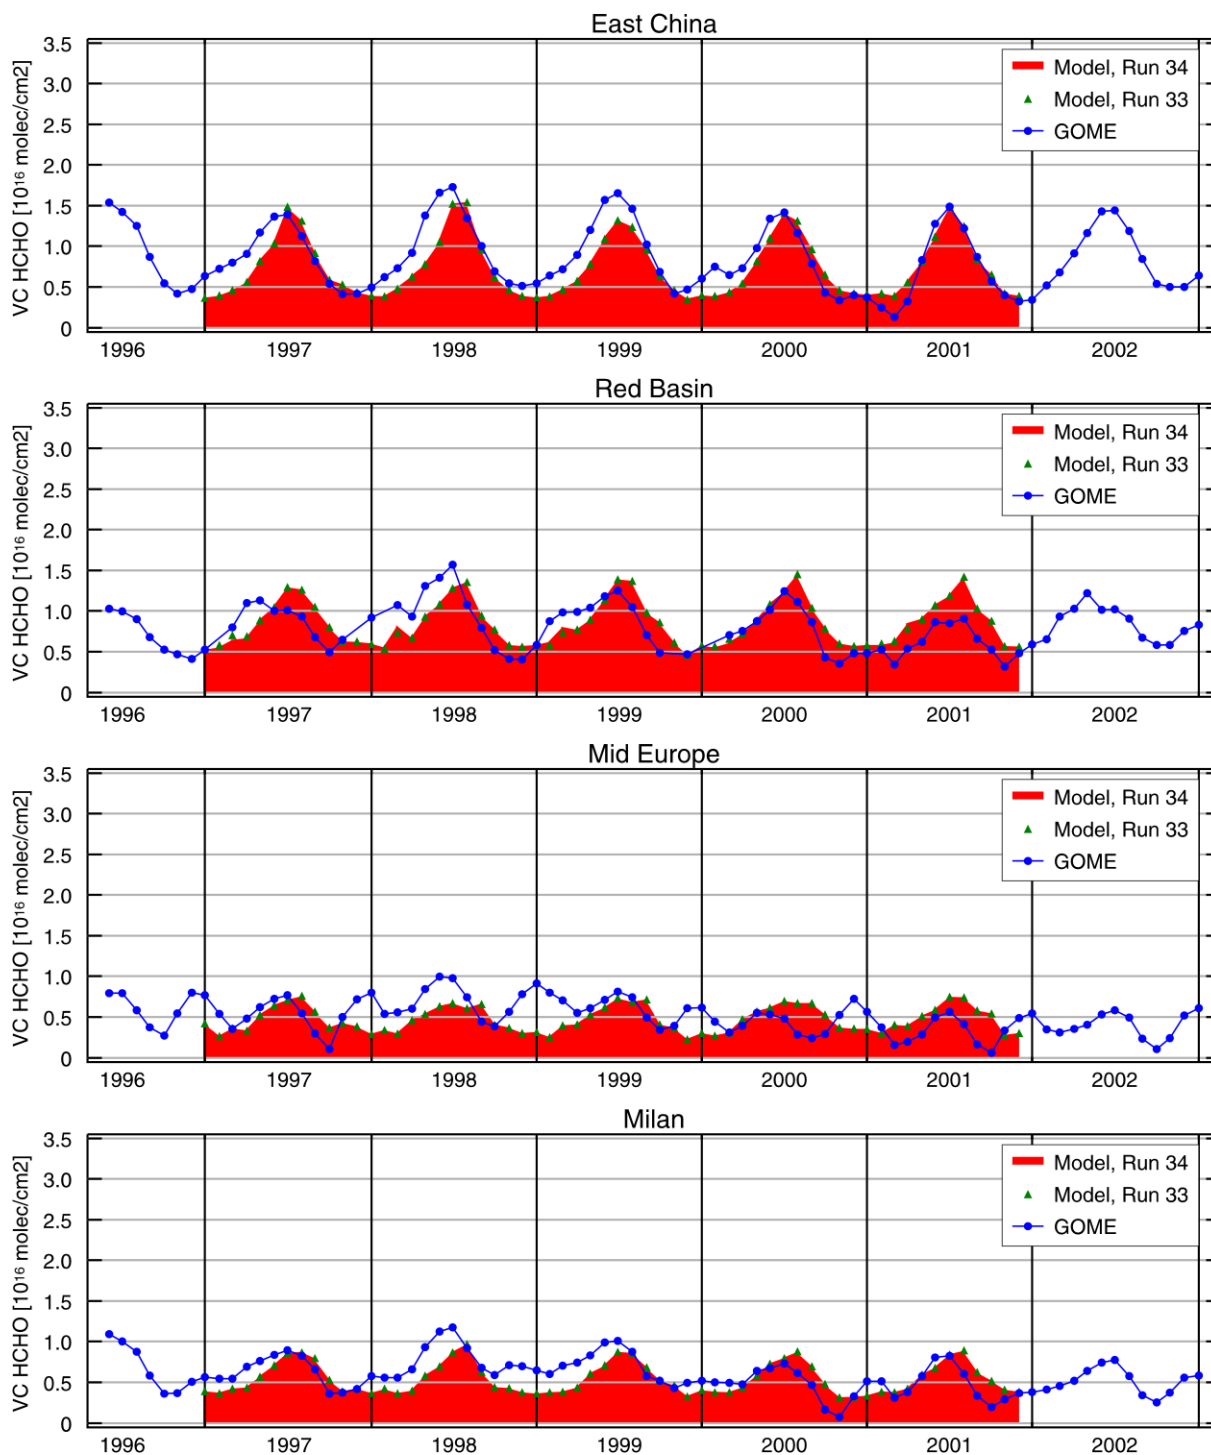 East China
VC HCHO [10¹⁶ molec/cm2]
3.5
3.0
2.5
2.0
1.5
1.0
0.5
0
Model, Run 34
Model, Run 33
GOME
1996 1997 1998 1999 2000 2001 2002
Red Basin
VC HCHO [10¹⁶ molec/cm2]
3.5
3.0
2.5
2.0
1.5
1.0
0.5
0
Model, Run 34
Model, Run 33
GOME
1996 1997 1998 1999 2000 2001 2002
Mid Europe
VC HCHO [10¹⁶ molec/cm2]
3.5
3.0
2.5
2.0
1.5
1.0
0.5
0
Model, Run 34
Model, Run 33
GOME
1996 1997 1998 1999 2000 2001 2002
Milan
VC HCHO [10¹⁶ molec/cm2]
3.5
3.0
2.5
2.0
1.5
1.0
0.5
0
Model, Run 34
Model, Run 33
GOME
1996 1997 1998 1999 2000 2001 2002